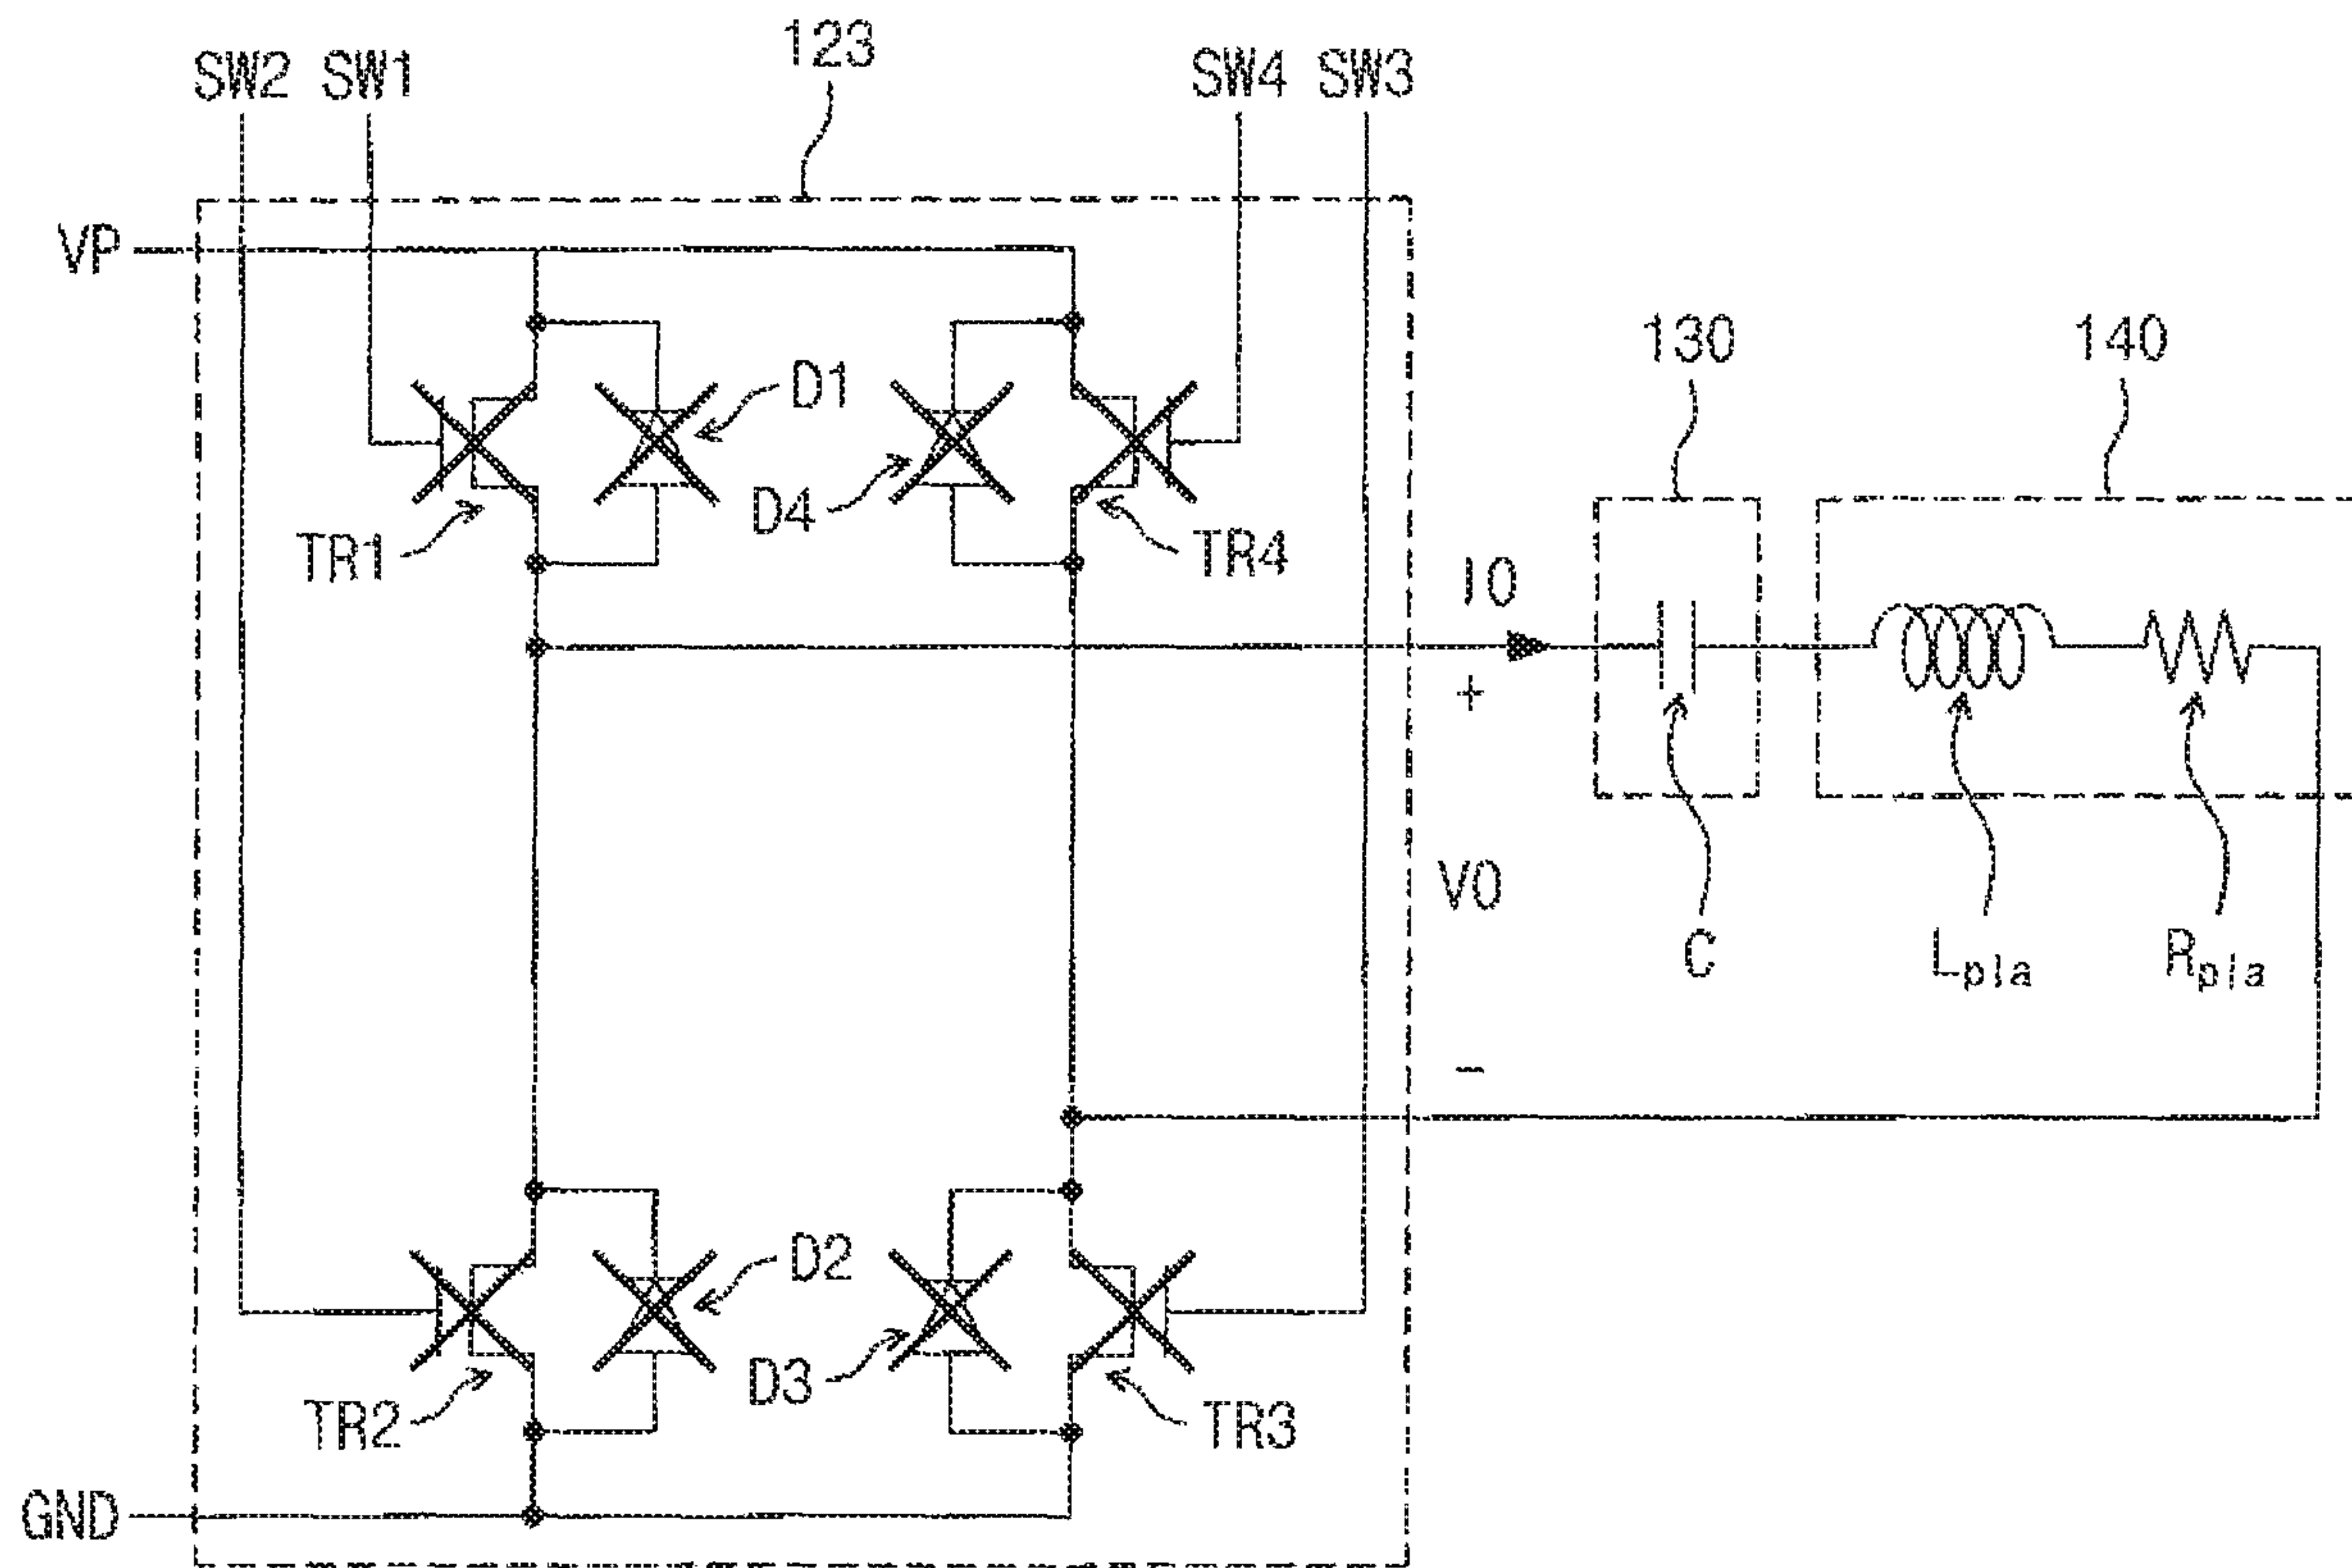 123
SW2 SW1
SW4 SW3
VP
130
140
D1
D4
TR1
TR4
IO
+
VO
C
Lpla
Rpla
-
D2
D3
TR2
TR3
GND